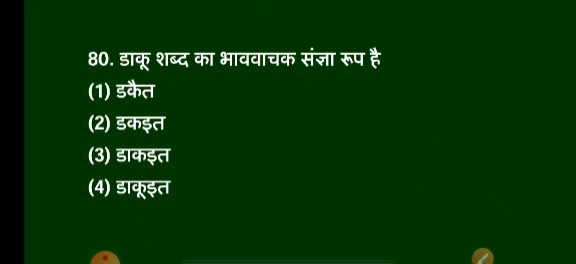 80. डाकू शब्द का भाववाचक संज्ञा रूप है
(1) डकैत
(2) डकइत
(3) डाकइत
(4) डाकूइत